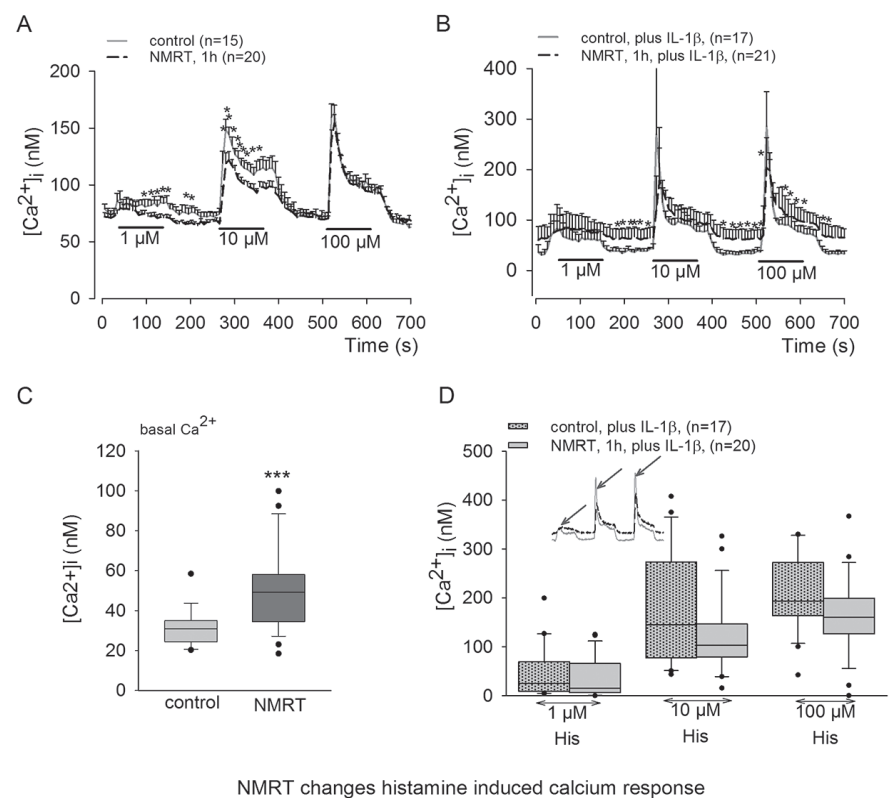 A
control (n=15)
NMRT, 1h (n=20)
200
150
100
50
0
[Ca2+]i (nM)
1 µM
10 µM
100 µM
0 100 200 300 400 500 600 700
Time (s)
B
control, plus IL-1β, (n=17)
NMRT, 1h, plus IL-1β, (n=21)
400
300
200
100
0
[Ca2+]i (nM)
1 µM
10 µM
100 µM
0 100 200 300 400 500 600 700
Time (s)
C
basal Ca2+
120
100
80
60
40
20
0
[Ca2+]i (nM)
***
control
NMRT
D
control, plus IL-1β, (n=17)
NMRT, 1h, plus IL-1β, (n=20)
500
400
300
200
100
0
[Ca2+]i (nM)
1 µM
10 µM
100 µM
His
His
His
NMRT changes histamine induced calcium response